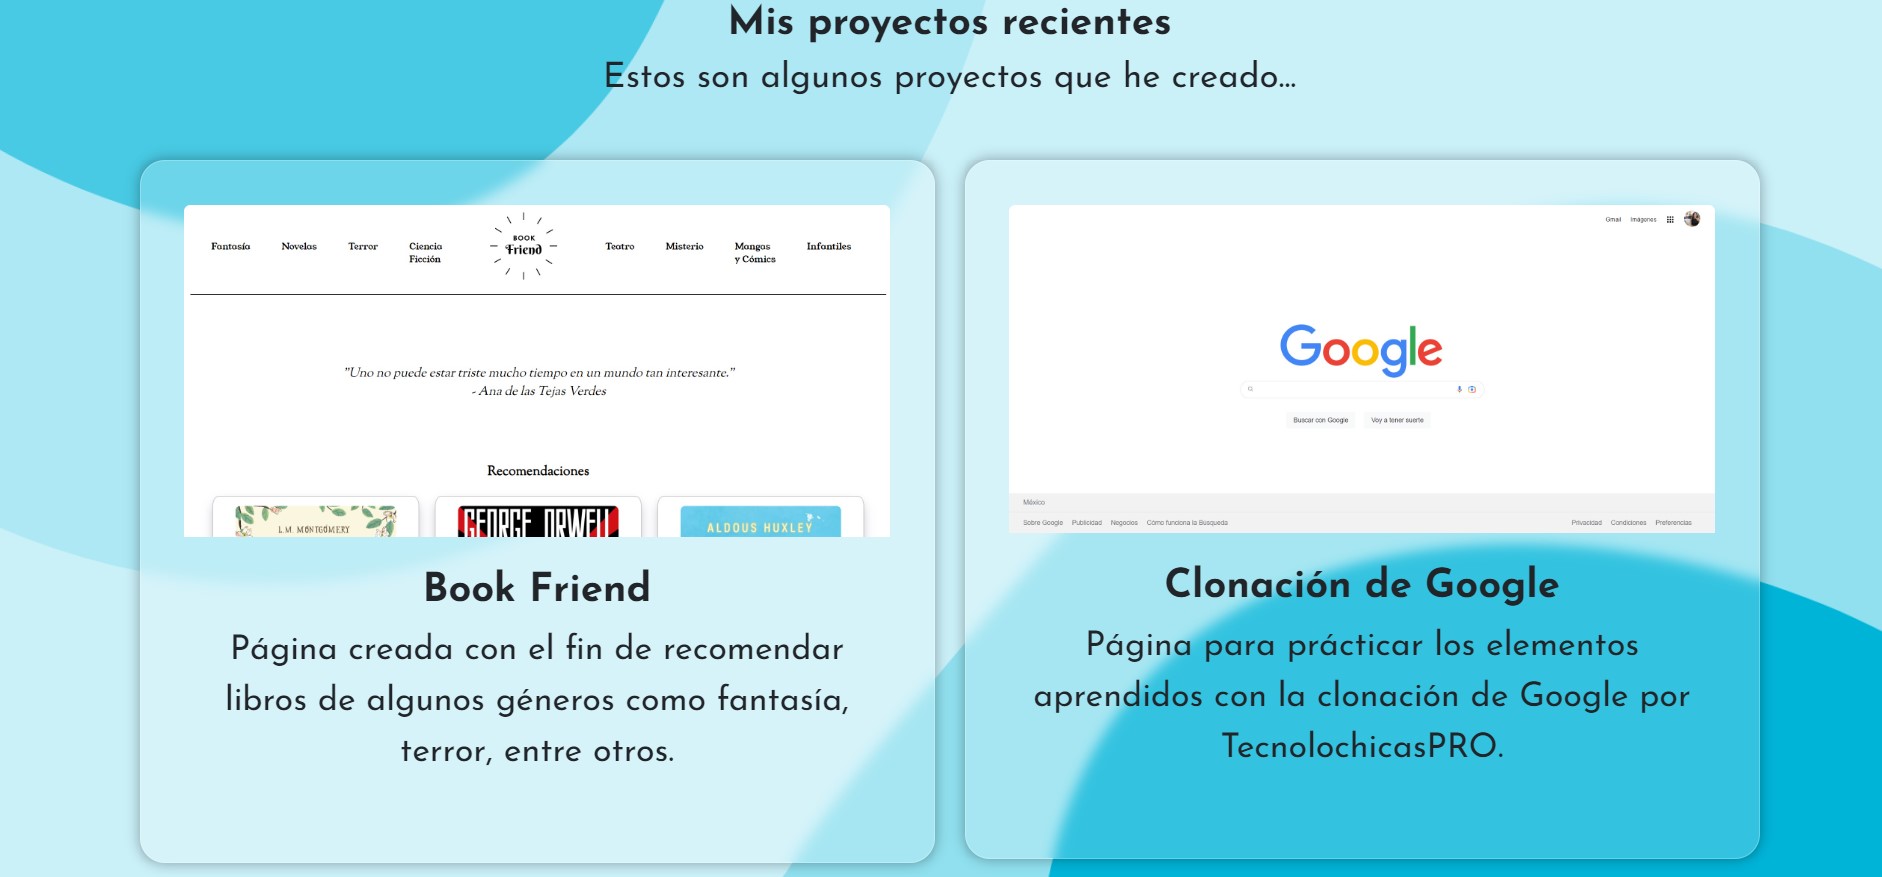 Mis proyectos recientes
Estos son algunos proyectos que he creado...
Fantasía Novelas Terror Ciencia Ficción BOOK Friend Teatro Misterio Mangas y Cómics Infantiles
"Uno no puede estar triste mucho tiempo en un mundo tan interesante."
- Ana de las Tejas Verdes
Recomendaciones
L.M. MONTGOMERY
GEORGE ORWELL
ALDOUS HUXLEY
Book Friend
Página creada con el fin de recomendar
libros de algunos géneros como fantasía,
terror, entre otros.
Gmail Imágenes
Google
Buscar con Google Voy a tener suerte
México
Sobre Google Publicidad Negocios Cómo funciona la Búsqueda Privacidad Condiciones Preferencias
Clonación de Google
Página para prácticar los elementos
aprendidos con la clonación de Google por
TecnolochicasPRO.